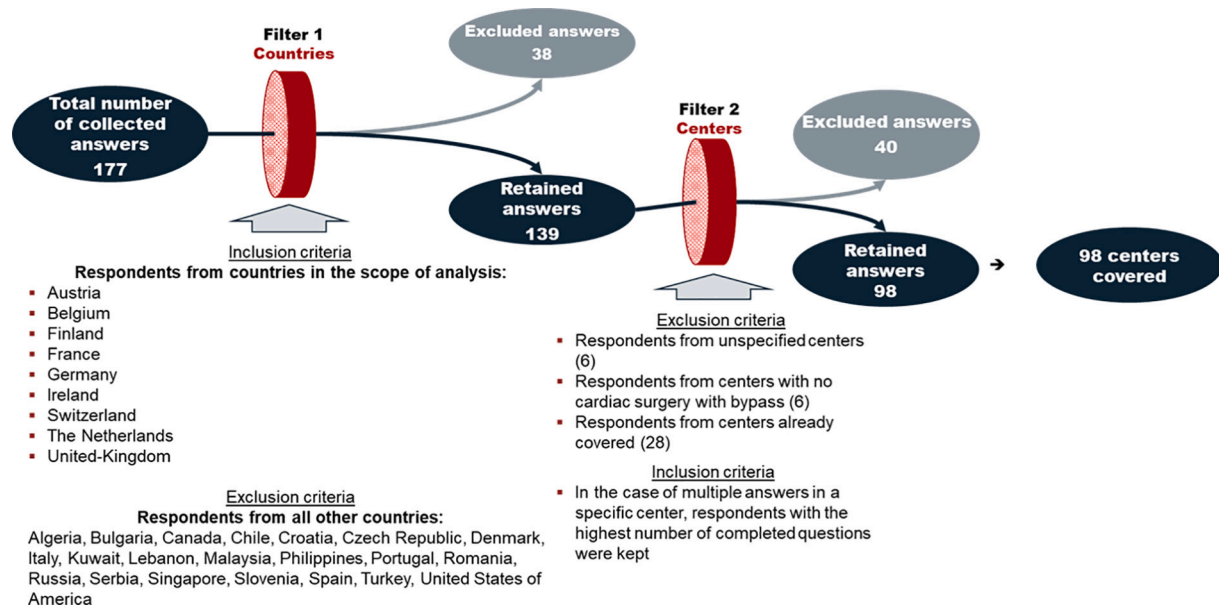 Filter 1
Countries
Excluded answers
38
Total number
of collected
answers
177
Filter 2
Centers
Excluded answers
40
Retained
answers
139
Retained
answers
98
➔
98 centers
covered
Inclusion criteria
Respondents from countries in the scope of analysis:
▪ Austria
▪ Belgium
▪ Finland
▪ France
▪ Germany
▪ Ireland
▪ Switzerland
▪ The Netherlands
▪ United-Kingdom
Exclusion criteria
Respondents from all other countries:
Algeria, Bulgaria, Canada, Chile, Croatia, Czech Republic, Denmark,
Italy, Kuwait, Lebanon, Malaysia, Philippines, Portugal, Romania,
Russia, Serbia, Singapore, Slovenia, Spain, Turkey, United States of
America
Exclusion criteria
▪ Respondents from unspecified centers
(6)
▪ Respondents from centers with no
cardiac surgery with bypass (6)
▪ Respondents from centers already
covered (28)
Inclusion criteria
▪ In the case of multiple answers in a
specific center, respondents with the
highest number of completed questions
were kept